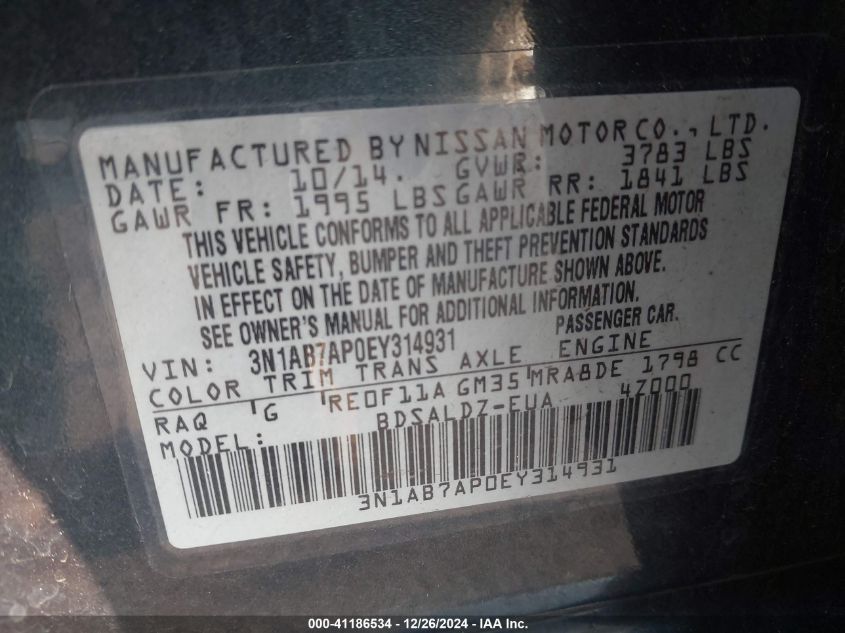 MANUFACTURED BY NISSAN MOTOR CO., LTD.
DATE: 10/14. GVWR: 3783 LBS
GAWR FR: 1995 LBS GAWR RR: 1841 LBS
THIS VEHICLE CONFORMS TO ALL APPLICABLE FEDERAL MOTOR
VEHICLE SAFETY, BUMPER AND THEFT PREVENTION STANDARDS
IN EFFECT ON THE DATE OF MANUFACTURE SHOWN ABOVE.
SEE OWNER'S MANUAL FOR ADDITIONAL INFORMATION.
VIN: 3N1AB7AP0EY314931 PASSENGER CAR.
COLOR TRIM TRANS AXLE ENGINE
RAQ G RE0F11A GM35 MRA8DE 1798 CC
MODEL: BDSALDZ-EUA 4Z000
3N1AB7AP0EY314931
000-41186534 - 12/26/2024 - IAA Inc.